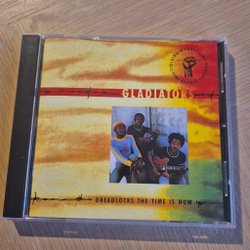 GLADIATORS
DREADLOCKS THE TIME IS NOW